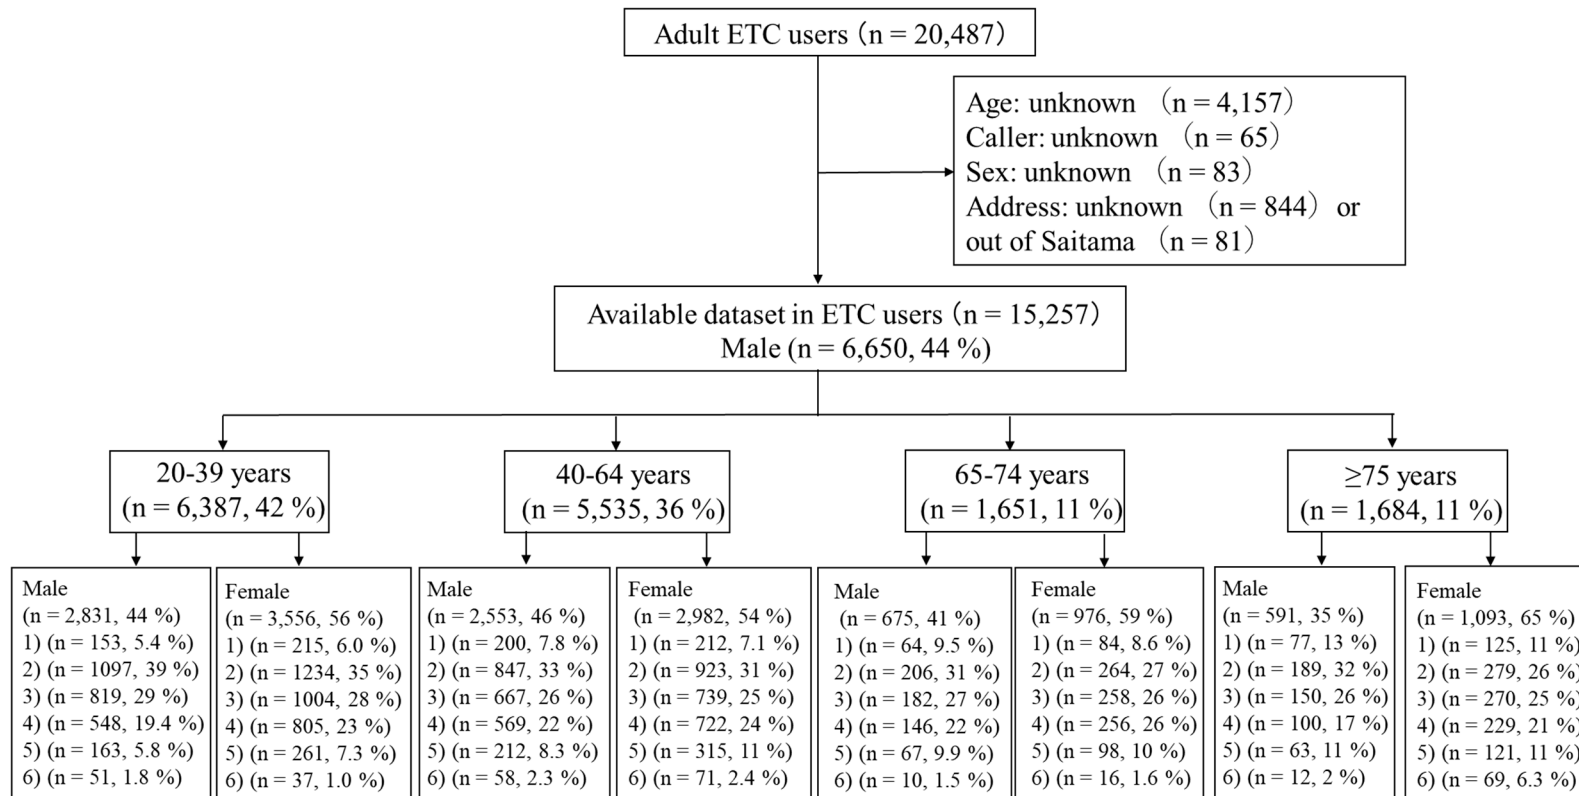 Adult ETC users（n = 20,487）
Age: unknown （n = 4,157）
Caller: unknown （n = 65）
Sex: unknown （n = 83）
Address: unknown （n = 844）or
out of Saitama （n = 81）
Available dataset in ETC users（n = 15,257）
Male (n = 6,650, 44 %)
20-39 years
(n = 6,387, 42 %)
40-64 years
(n = 5,535, 36 %)
65-74 years
(n = 1,651, 11 %)
≥75 years
(n = 1,684, 11 %)
Male
(n = 2,831, 44 %)
1) (n = 153, 5.4 %)
2) (n = 1097, 39 %)
3) (n = 819, 29 %)
4) (n = 548, 19.4 %)
5) (n = 163, 5.8 %)
6) (n = 51, 1.8 %)
Female
(n = 3,556, 56 %)
1) (n = 215, 6.0 %)
2) (n = 1234, 35 %)
3) (n = 1004, 28 %)
4) (n = 805, 23 %)
5) (n = 261, 7.3 %)
6) (n = 37, 1.0 %)
Male
(n = 2,553, 46 %)
1) (n = 200, 7.8 %)
2) (n = 847, 33 %)
3) (n = 667, 26 %)
4) (n = 569, 22 %)
5) (n = 212, 8.3 %)
6) (n = 58, 2.3 %)
Female
(n = 2,982, 54 %)
1) (n = 212, 7.1 %)
2) (n = 923, 31 %)
3) (n = 739, 25 %)
4) (n = 722, 24 %)
5) (n = 315, 11 %)
6) (n = 71, 2.4 %)
Male
(n = 675, 41 %)
1) (n = 64, 9.5 %)
2) (n = 206, 31 %)
3) (n = 182, 27 %)
4) (n = 146, 22 %)
5) (n = 67, 9.9 %)
6) (n = 10, 1.5 %)
Female
(n = 976, 59 %)
1) (n = 84, 8.6 %)
2) (n = 264, 27 %)
3) (n = 258, 26 %)
4) (n = 256, 26 %)
5) (n = 98, 10 %)
6) (n = 16, 1.6 %)
Male
(n = 591, 35 %)
1) (n = 77, 13 %)
2) (n = 189, 32 %)
3) (n = 150, 26 %)
4) (n = 100, 17 %)
5) (n = 63, 11 %)
6) (n = 12, 2 %)
Female
(n = 1,093, 65 %)
1) (n = 125, 11 %)
2) (n = 279, 26 %)
3) (n = 270, 25 %)
4) (n = 229, 21 %)
5) (n = 121, 11 %)
6) (n = 69, 6.3 %)